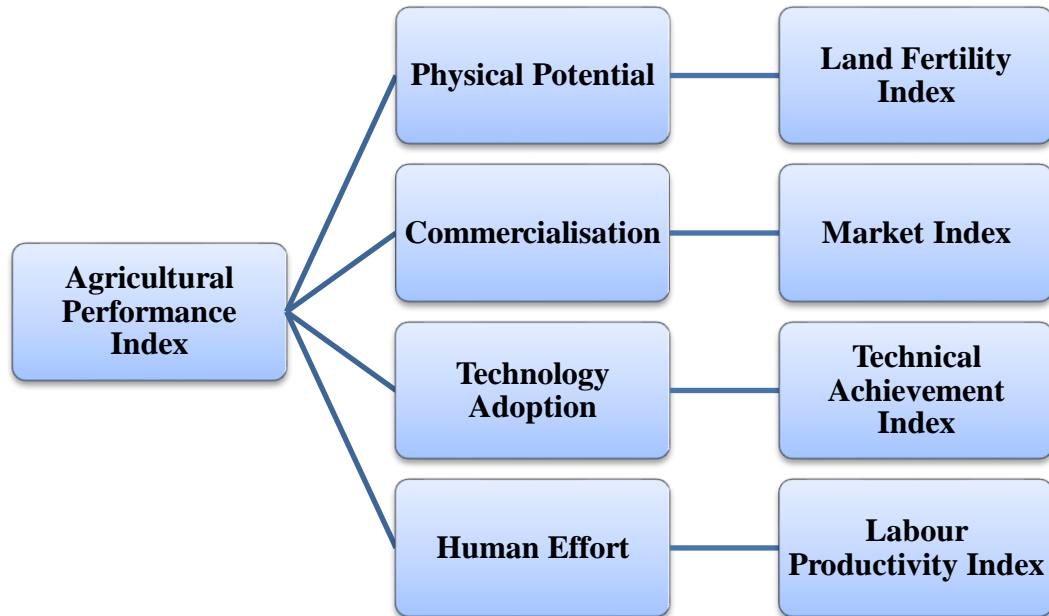 Physical Potential
Land Fertility
Index
Commercialisation
Market Index
Agricultural
Performance
Index
Technology
Adoption
Technical
Achievement
Index
Human Effort
Labour
Productivity Index